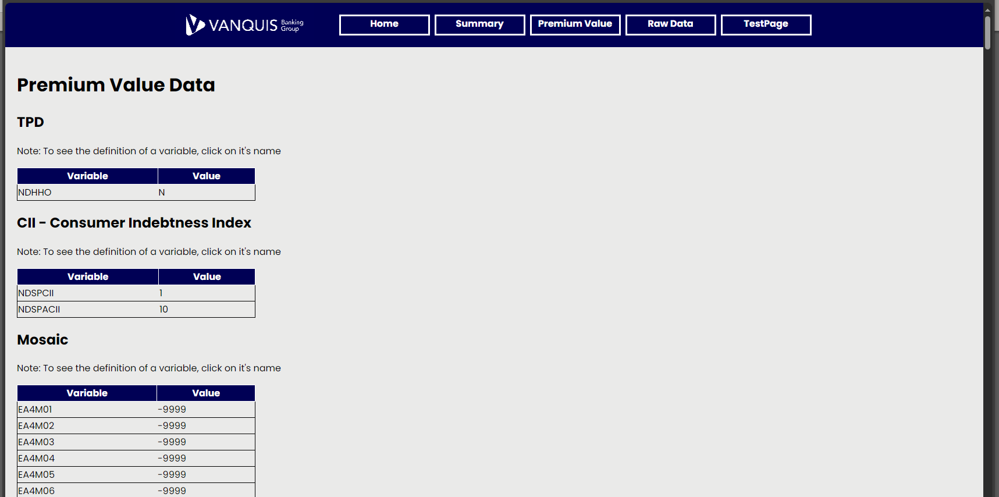 VANQUIS Banking Group
Home
Summary
Premium Value
Raw Data
TestPage
Premium Value Data
TPD
Note: To see the definition of a variable, click on it's name
Variable Value
NDHHO N
CII - Consumer Indebtness Index
Note: To see the definition of a variable, click on it's name
Variable Value
NDSPCII 1
NDSPACII 10
Mosaic
Note: To see the definition of a variable, click on it's name
Variable Value
EA4M01 -9999
EA4M02 -9999
EA4M03 -9999
EA4M04 -9999
EA4M05 -9999
EA4M06 -9999